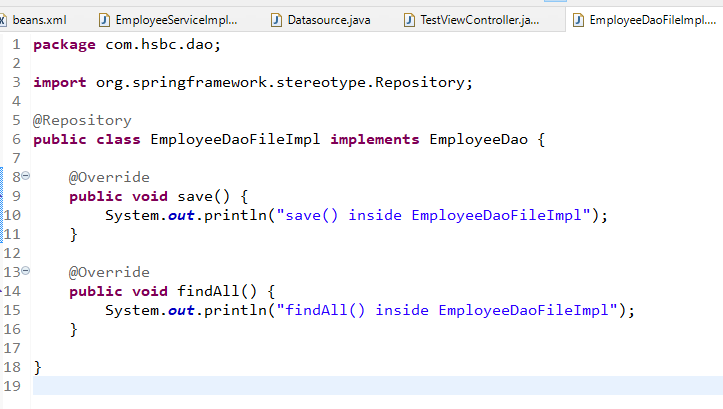 beans.xml EmployeeServiceImpl... Datasource.java TestViewController.ja... EmployeeDaoFileImpl....
1 package com.hsbc.dao;
2
3 import org.springframework.stereotype.Repository;
4
5 @Repository
6 public class EmployeeDaoFileImpl implements EmployeeDao {
7
8 @Override
9 public void save() {
10 System.out.println("save() inside EmployeeDaoFileImpl");
11 }
12
13 @Override
14 public void findAll() {
15 System.out.println("findAll() inside EmployeeDaoFileImpl");
16 }
17
18 }
19